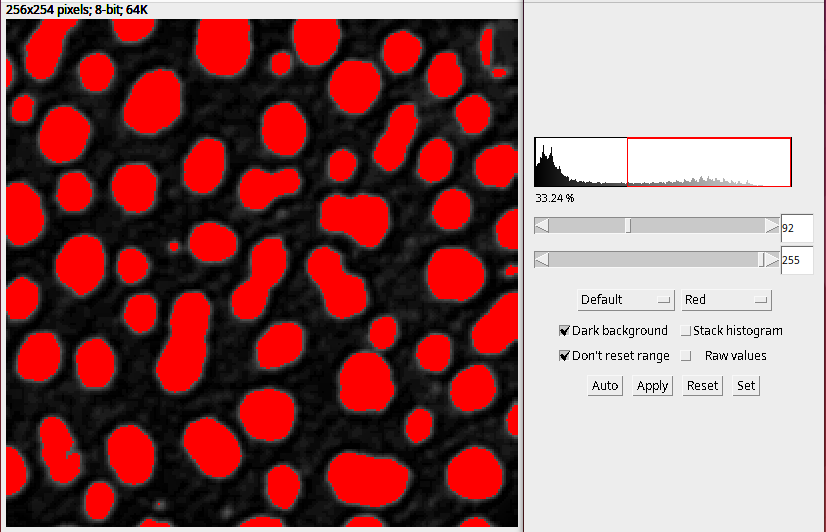 256x254 pixels; 8-bit; 64K
33.24 %
92
255
Default Red
Dark background Stack histogram
Don't reset range Raw values
Auto Apply Reset Set